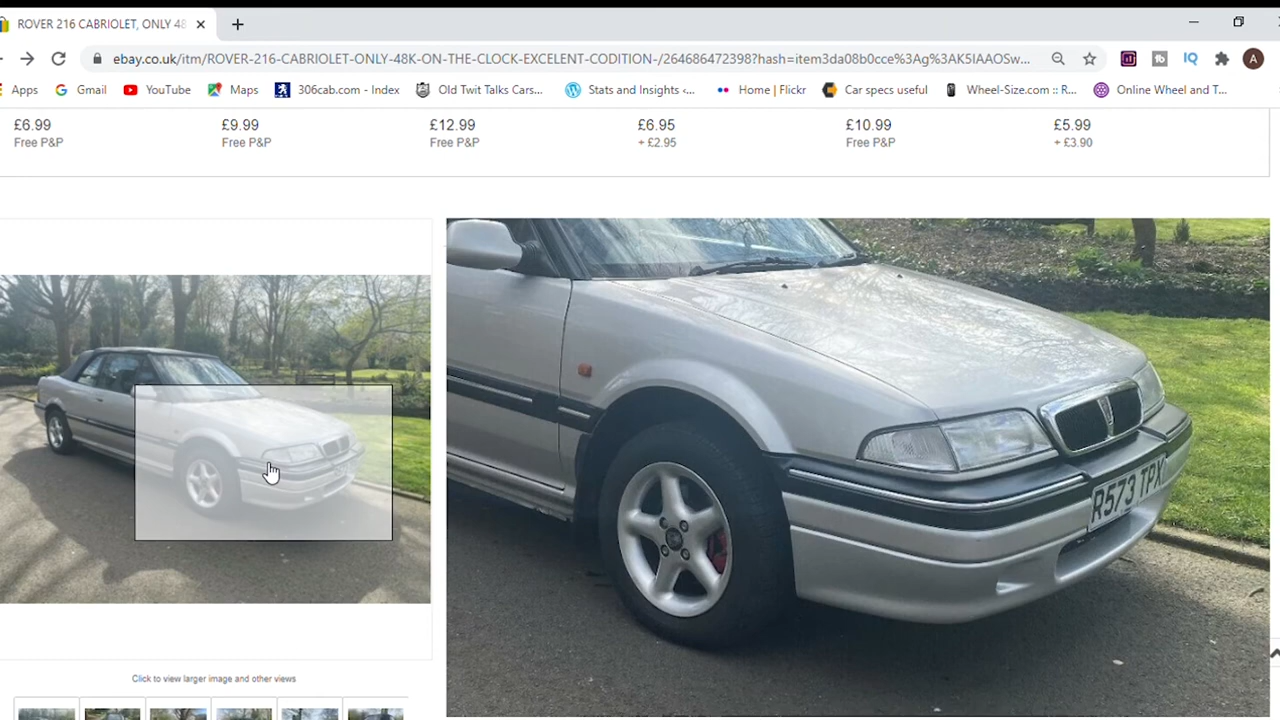 ROVER 216 CABRIOLET, ONLY 48
ebay.co.uk/itm/ROVER-216-CABRIOLET-ONLY-48K-ON-THE-CLOCK-EXCELENT-CODITION-/264686472398?hash=item3da08b0cce%3Ag%3AK5IAAOSw...
A
Apps Gmail YouTube Maps 306cab.com - Index Old Twit Talks Cars... Stats and Insights ‹... Home | Flickr Car specs useful Wheel-Size.com :: R... Online Wheel and T...
IQ
£6.99 £9.99 £12.99 £6.95 £10.99 £5.99
Free P&P Free P&P Free P&P + £2.95 Free P&P + £3.90
R573 TPX
Click to view larger image and other views